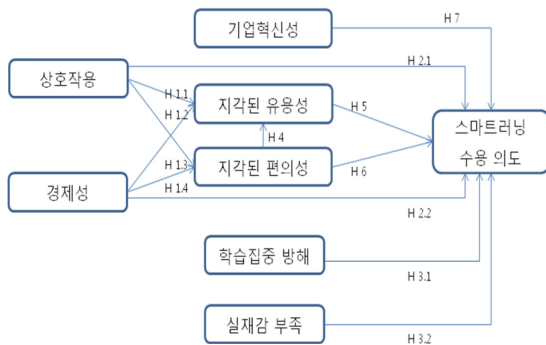 기업혁신성
H 7
상호작용
H 2.1
H 1.1
지각된 유용성
H 5
H 1.2
스마트러닝
수용 의도
H 4
H 1.3
지각된 편의성
H 6
경제성
H 1.4
H 2.2
학습집중 방해
H 3.1
실재감 부족
H 3.2